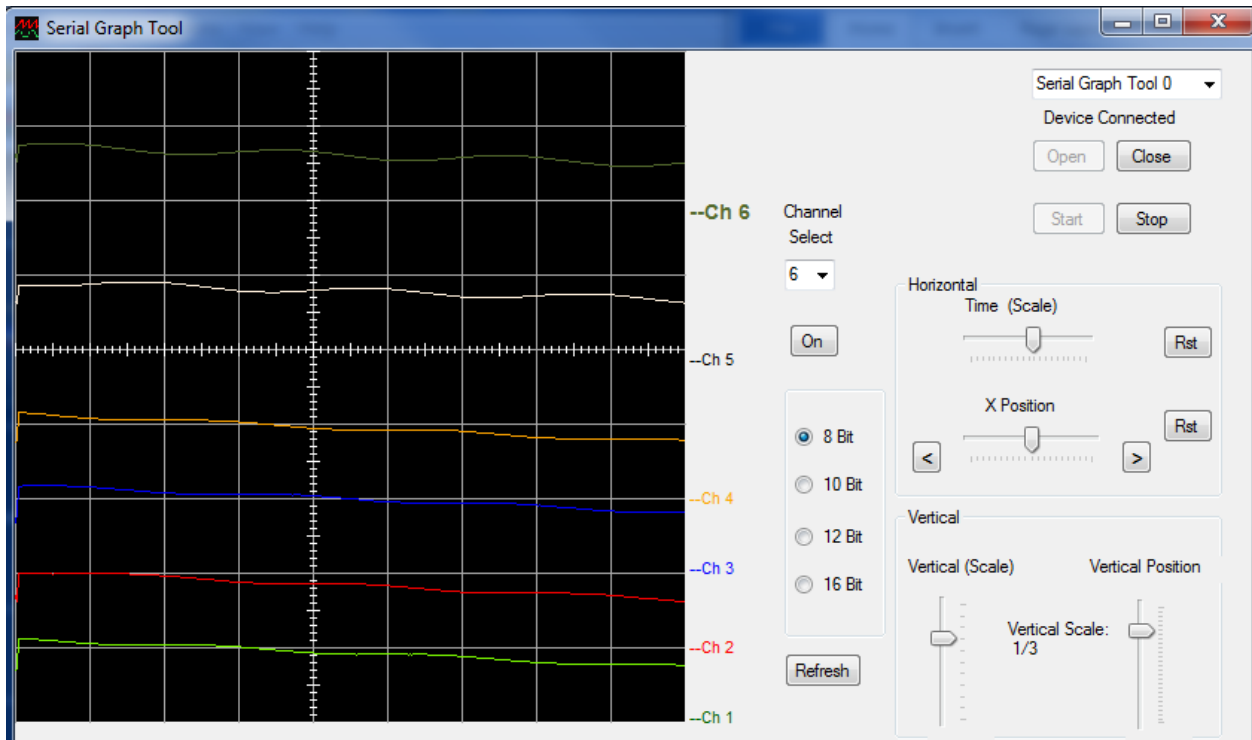 Serial Graph Tool
Serial Graph Tool 0
Device Connected
Open
Close
Start
Stop
--Ch 6
--Ch 5
--Ch 4
--Ch 3
--Ch 2
--Ch 1
Channel
Select
6
On
8 Bit
10 Bit
12 Bit
16 Bit
Refresh
Horizontal
Time (Scale)
Rst
X Position
Rst
<
>
Vertical
Vertical (Scale)
Vertical Position
Vertical Scale:
1/3